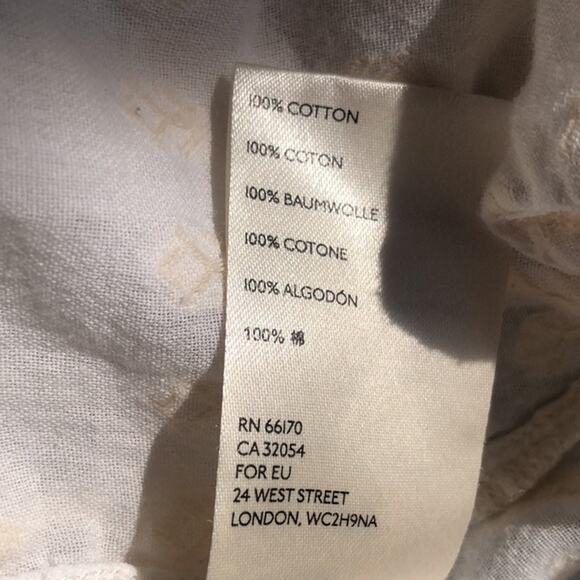 100% COTTON
100% COTON
100% BAUMWOLLE
100% COTONE
100% ALGODÓN
100% 棉
RN 66170
CA 32054
FOR EU
24 WEST STREET
LONDON, WC2H9NA